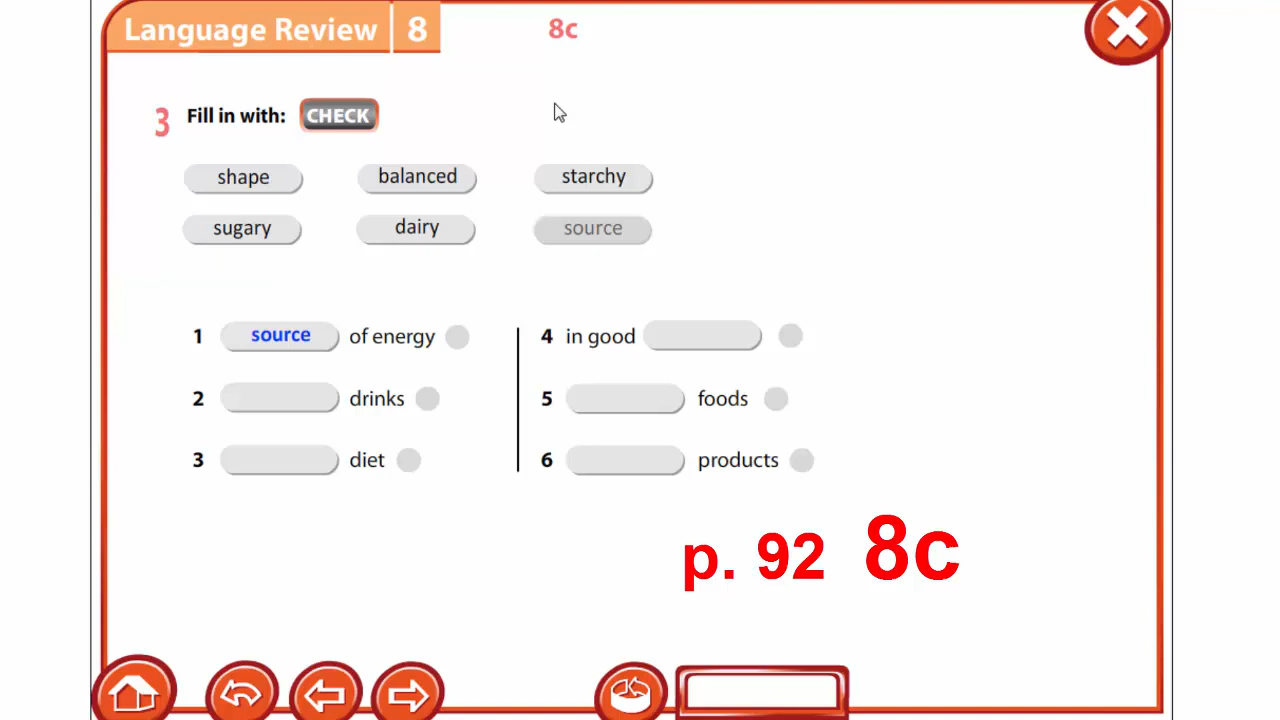 Language Review 8 8c
3 Fill in with: CHECK
shape balanced starchy
sugary dairy source
1 source of energy
2 drinks
3 diet
4 in good
5 foods
6 products
p. 92 8c